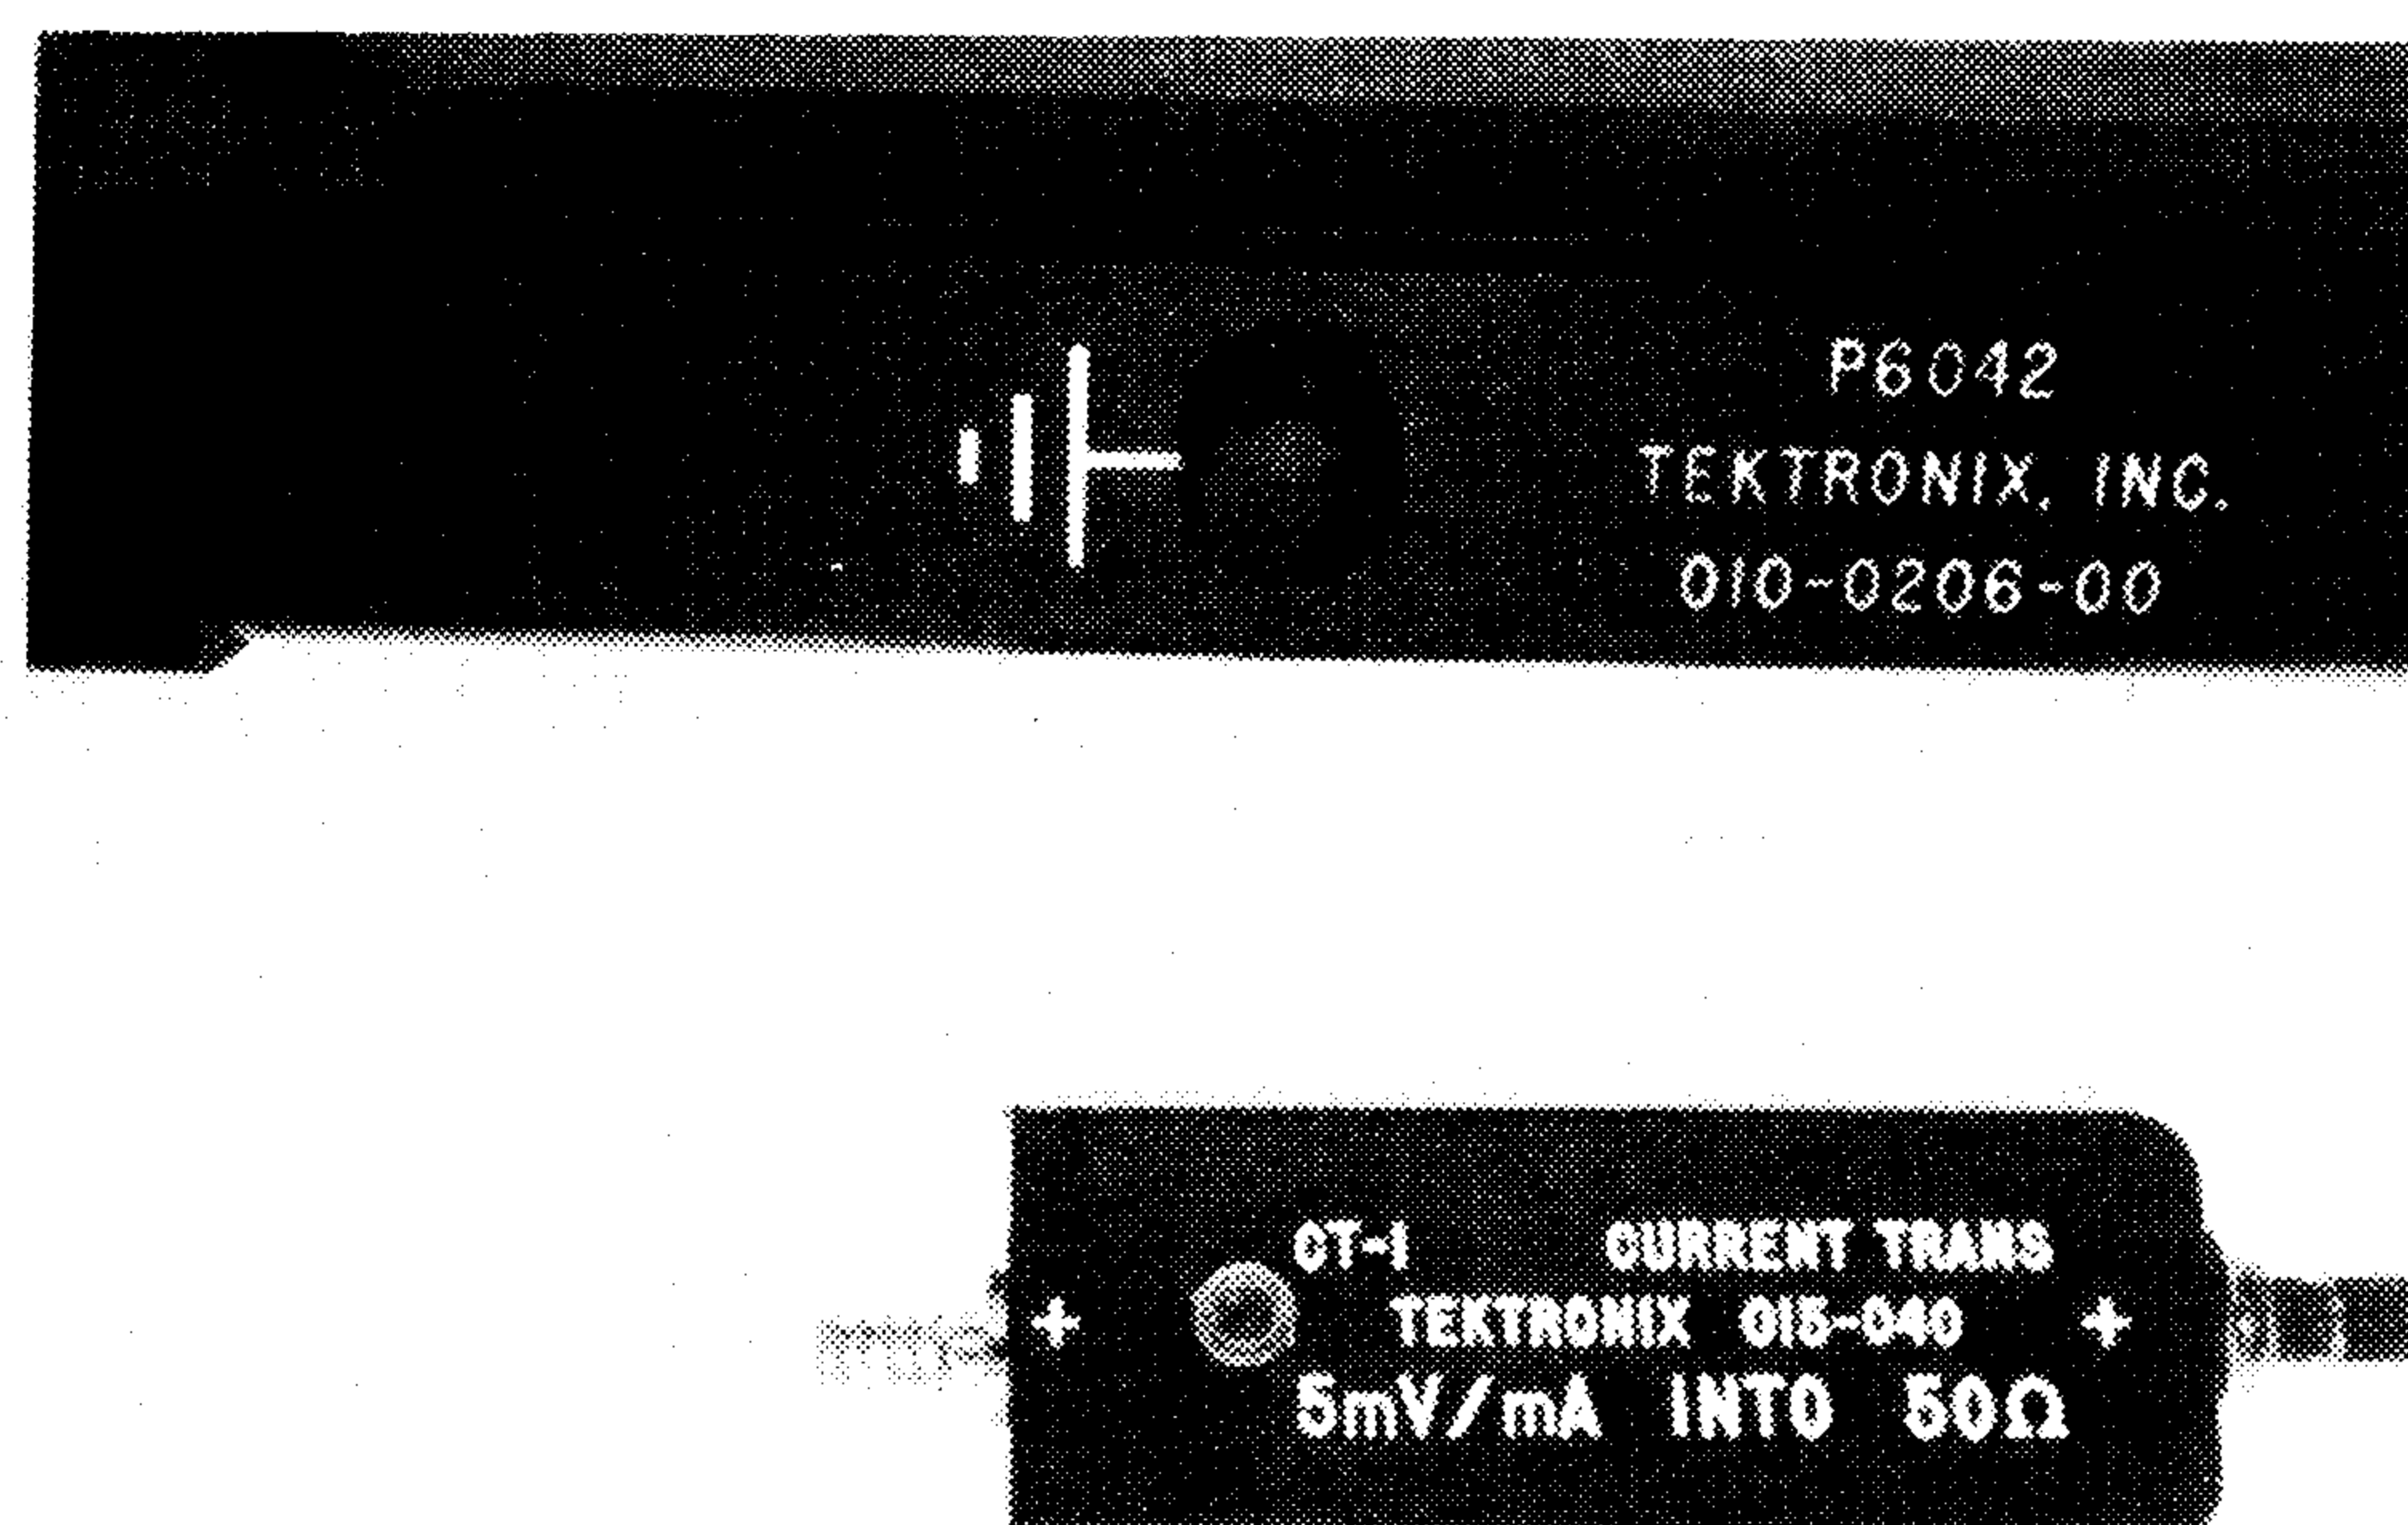 P6042
TEKTRONIX, INC.
010-0206-00
CT-1 CURRENT TRANS
+ TEKTRONIX 015-040 +
5mV/mA INTO 50Ω